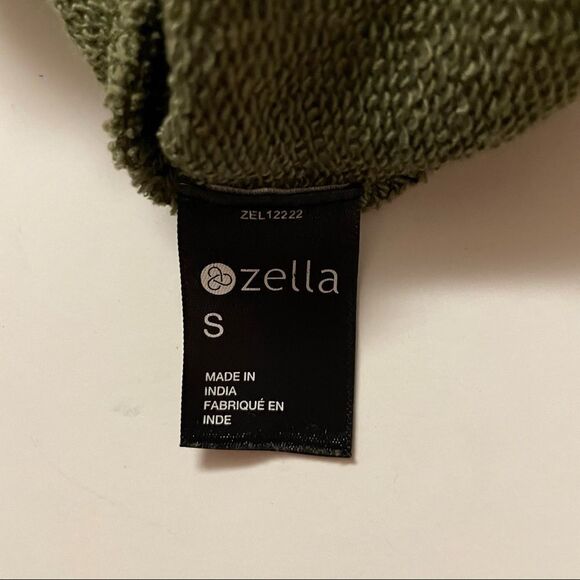 ZEL12222
zella
S
MADE IN
INDIA
FABRIQUÉ EN
INDE